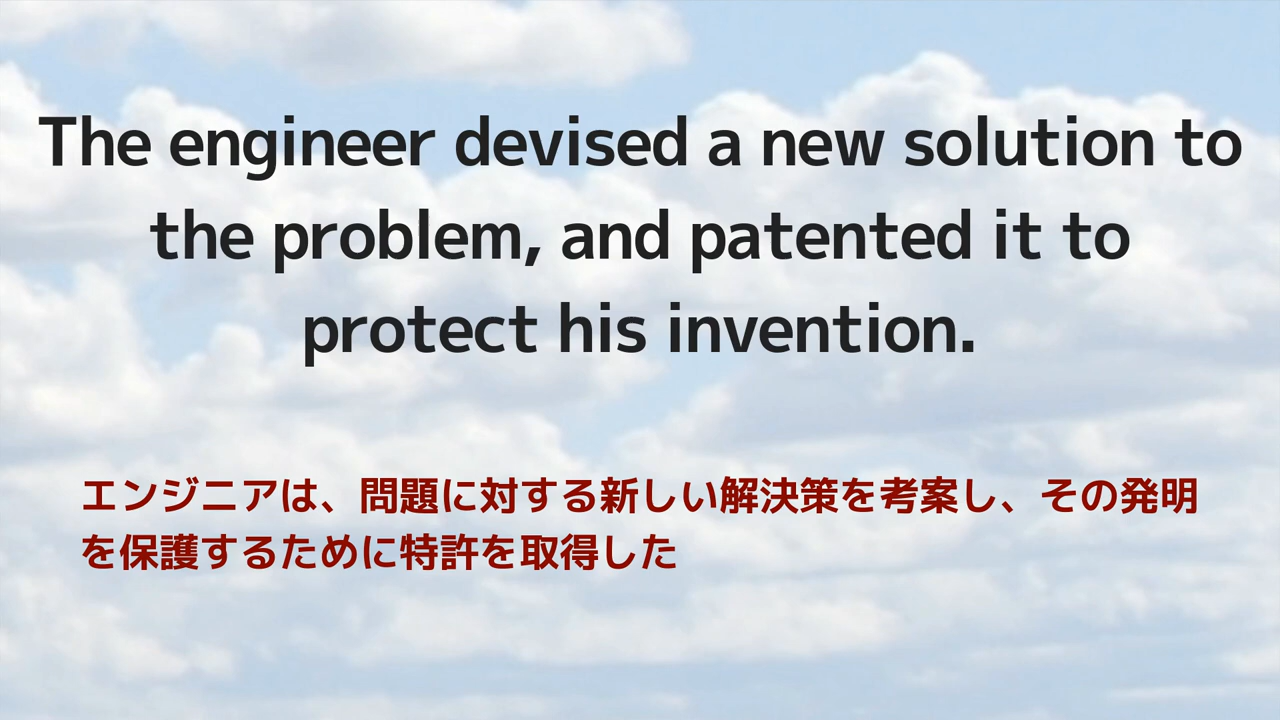 The engineer devised a new solution to
the problem, and patented it to
protect his invention.
エンジニアは、問題に対する新しい解決策を考案し、その発明
を保護するために特許を取得した